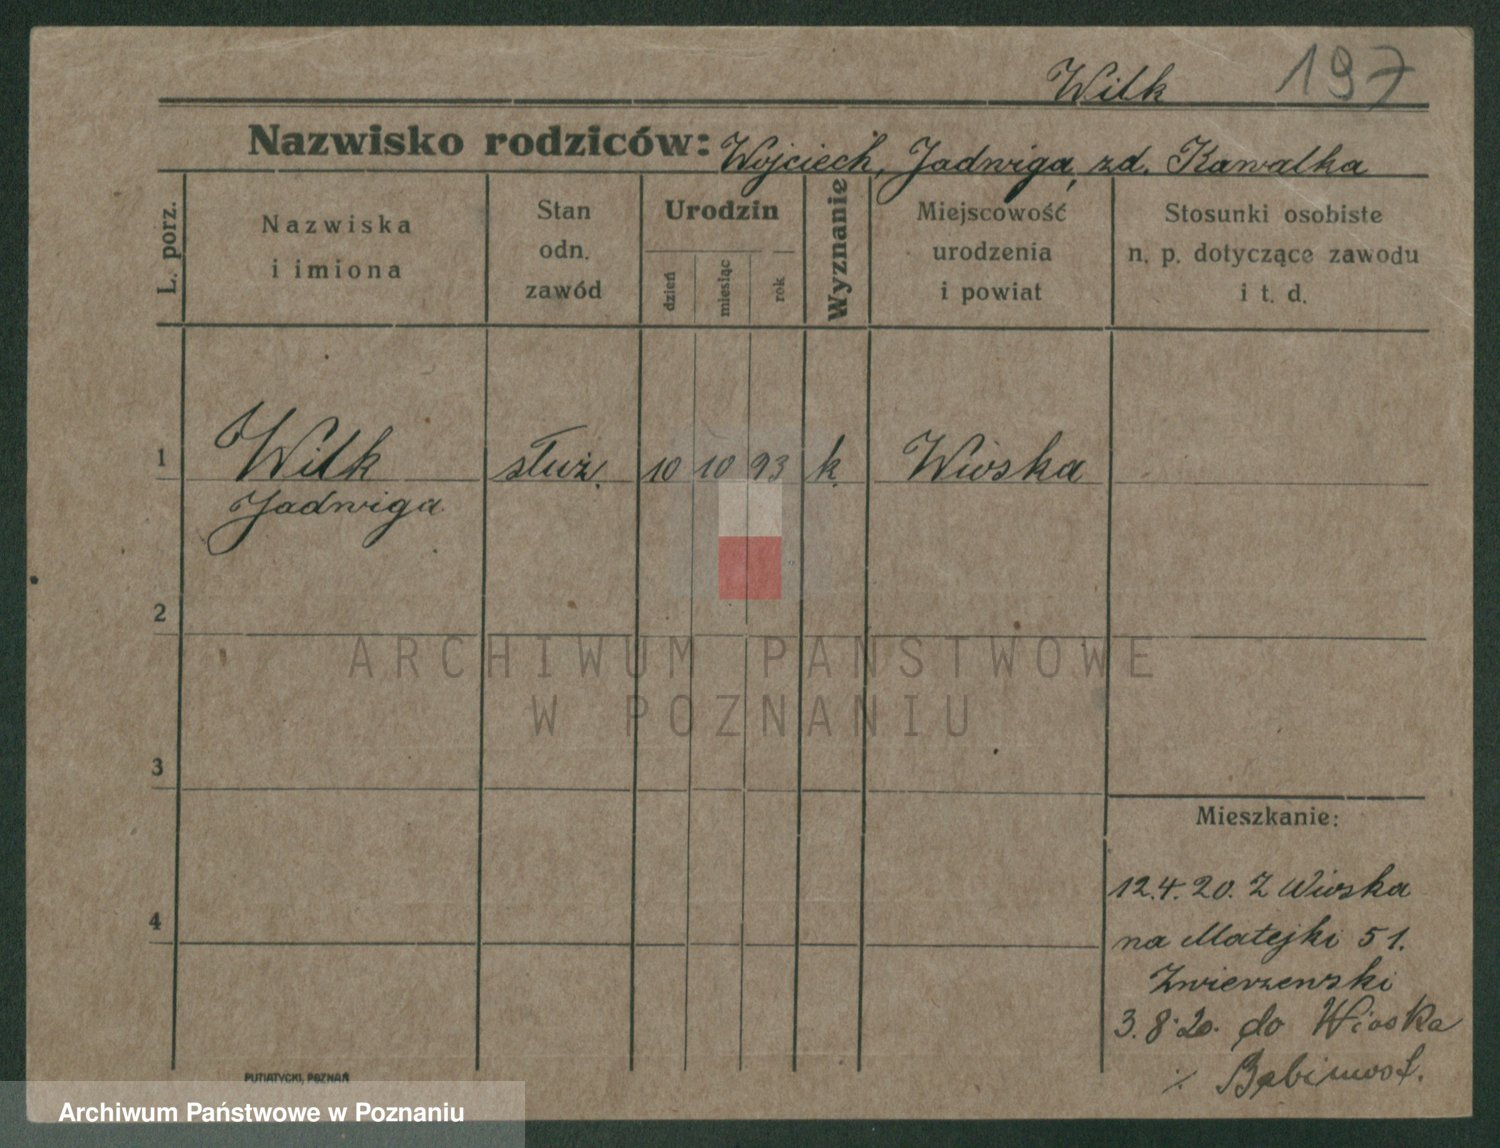 Wilk 197
Nazwisko rodziców: Wojciech, Jadwiga, zd. Kawalka
L. porz.
Nazwiska
i imiona
Stan
odn.
zawód
Urodzin
dzień
miesiąc
rok
Wyznanie
Miejscowość
urodzenia
i powiat
Stosunki osobiste
n. p. dotyczące zawodu
i t. d.
1 Wilk służ. 10 10 93 k. Wioska
Jadwiga
2
ARCHIWUM PAŃSTWOWE
W POZNANIU
3
Mieszkanie:
12.4.20. Z Wioska
4
na Matejki 51.
Zwierzewski
3.8.20. do Wioska
Bębimost.
PUTIATYCKI, POZNAŃ
Archiwum Państwowe w Poznaniu